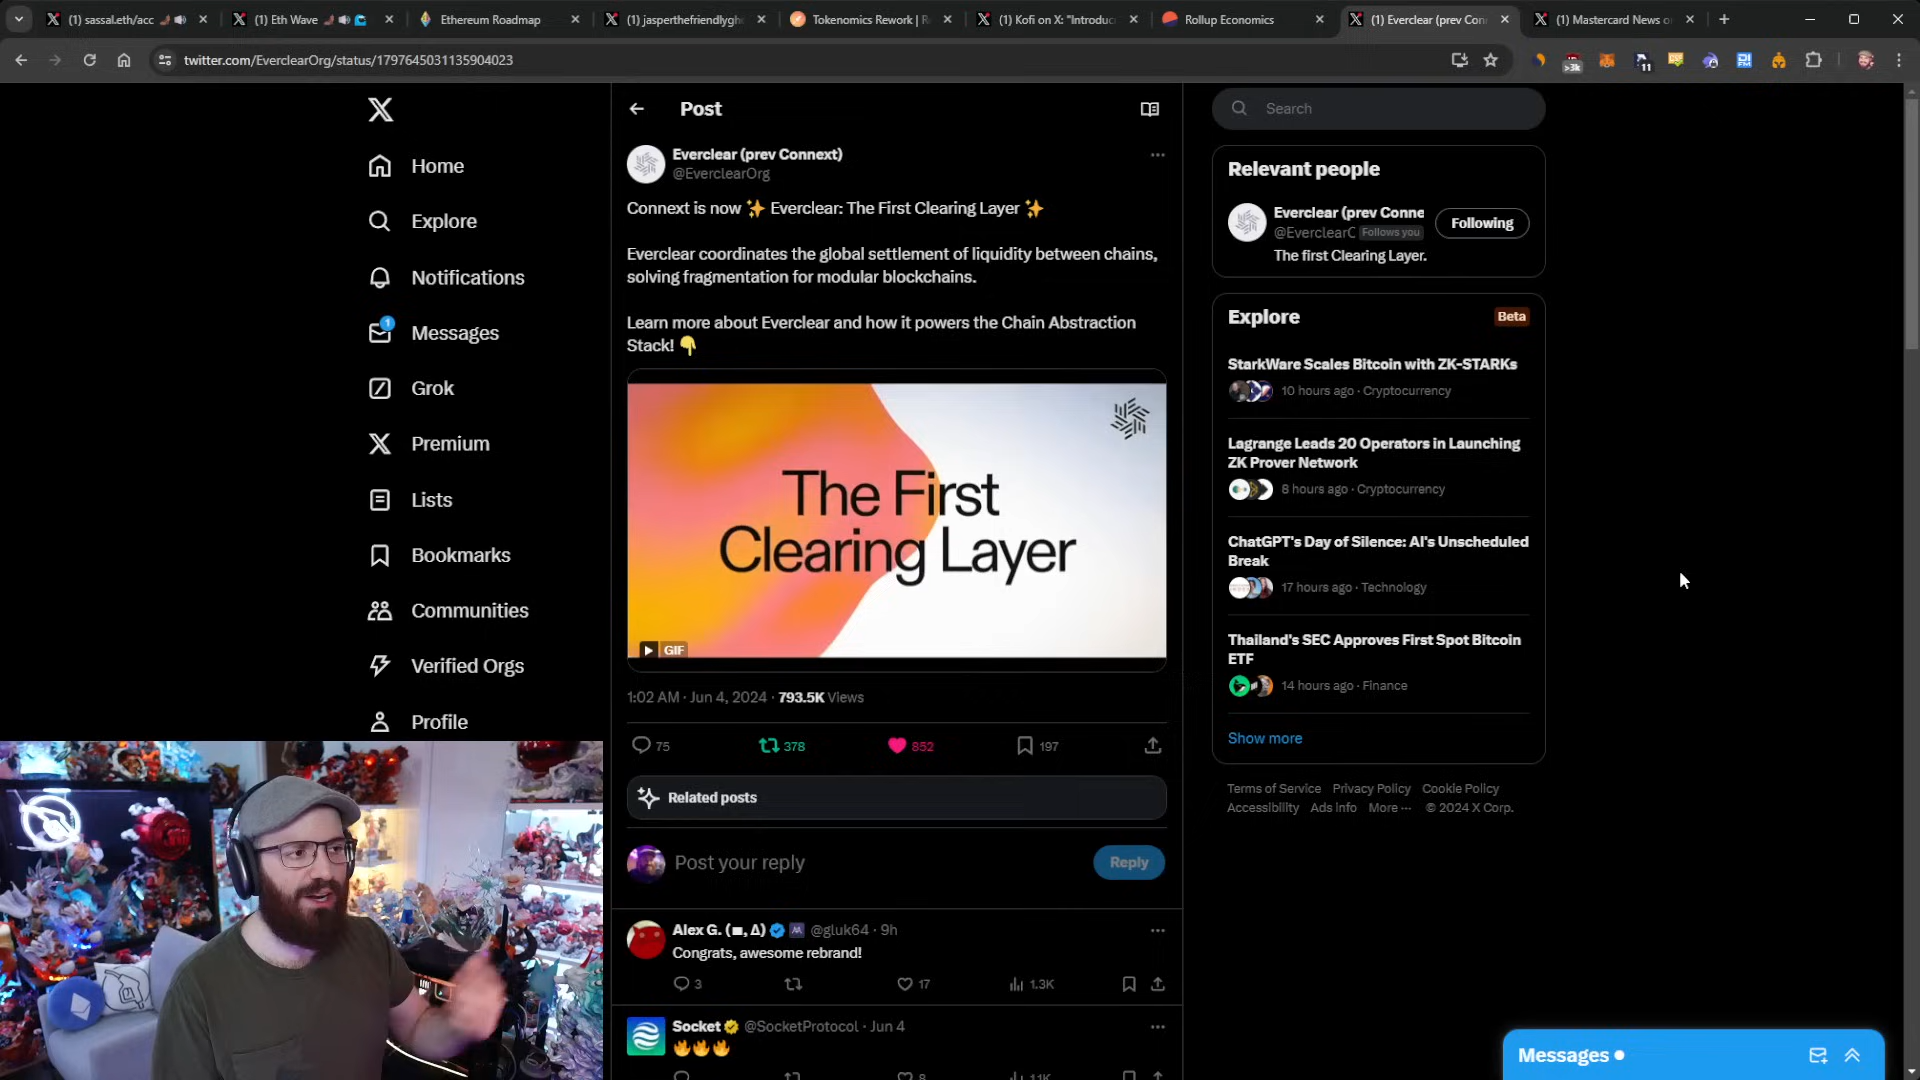 (1) sassal.eth/acc
(1) Eth Wave
Ethereum Roadmap
(1) jasperthefriendlygh
Tokenomics Rework |
(1) Kofi on X: "Introduc
Rollup Economics
(1) Everclear (prev Con
(1) Mastercard News o
twitter.com/EverclearOrg/status/1797645031135904023
>3k
11
Home
Explore
Notifications
1
Messages
Grok
Premium
Lists
Bookmarks
Communities
Verified Orgs
Profile
Post
Everclear (prev Connext)
@EverclearOrg
Connext is now ✨ Everclear: The First Clearing Layer ✨
Everclear coordinates the global settlement of liquidity between chains,
solving fragmentation for modular blockchains.
Learn more about Everclear and how it powers the Chain Abstraction
Stack! 👇
The First
Clearing Layer
GIF
1:02 AM · Jun 4, 2024 · 793.5K Views
75
378
852
197
Related posts
Post your reply
Reply
Alex G. (■, Δ) @gluk64 · 9h
Congrats, awesome rebrand!
3
17
1.3K
Socket @SocketProtocol · Jun 4
🔥🔥🔥
8
Search
Relevant people
Everclear (prev Conne
@EverclearC Follows you
Following
The first Clearing Layer.
Explore
Beta
StarkWare Scales Bitcoin with ZK-STARKs
10 hours ago · Cryptocurrency
Lagrange Leads 20 Operators in Launching
ZK Prover Network
8 hours ago · Cryptocurrency
ChatGPT's Day of Silence: AI's Unscheduled
Break
17 hours ago · Technology
Thailand's SEC Approves First Spot Bitcoin
ETF
14 hours ago · Finance
Show more
Terms of Service Privacy Policy Cookie Policy
Accessibility Ads info More ··· © 2024 X Corp.
Messages